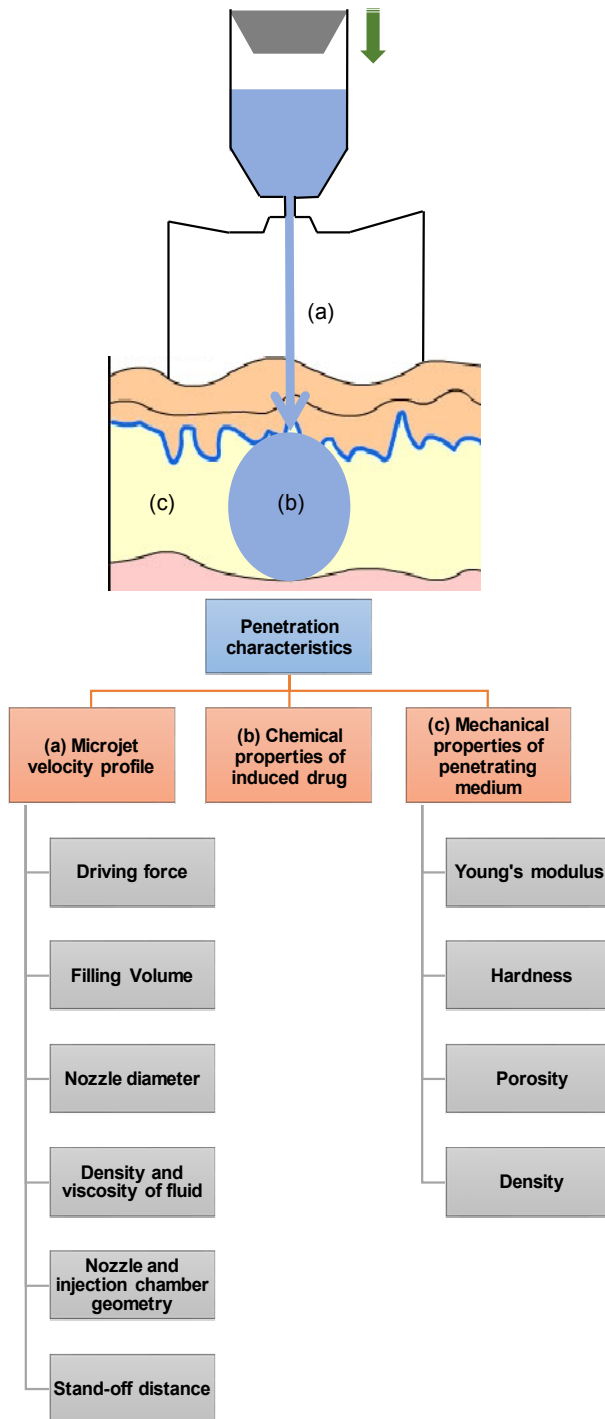 (a)
(c)
(b)
Penetration
characteristics
(a) Microjet
velocity profile
(b) Chemical
properties of
induced drug
(c) Mechanical
properties of
penetrating
medium
Driving force
Filling Volume
Nozzle diameter
Density and
viscosity of fluid
Nozzle and
injection chamber
geometry
Stand-off distance
Young's modulus
Hardness
Porosity
Density